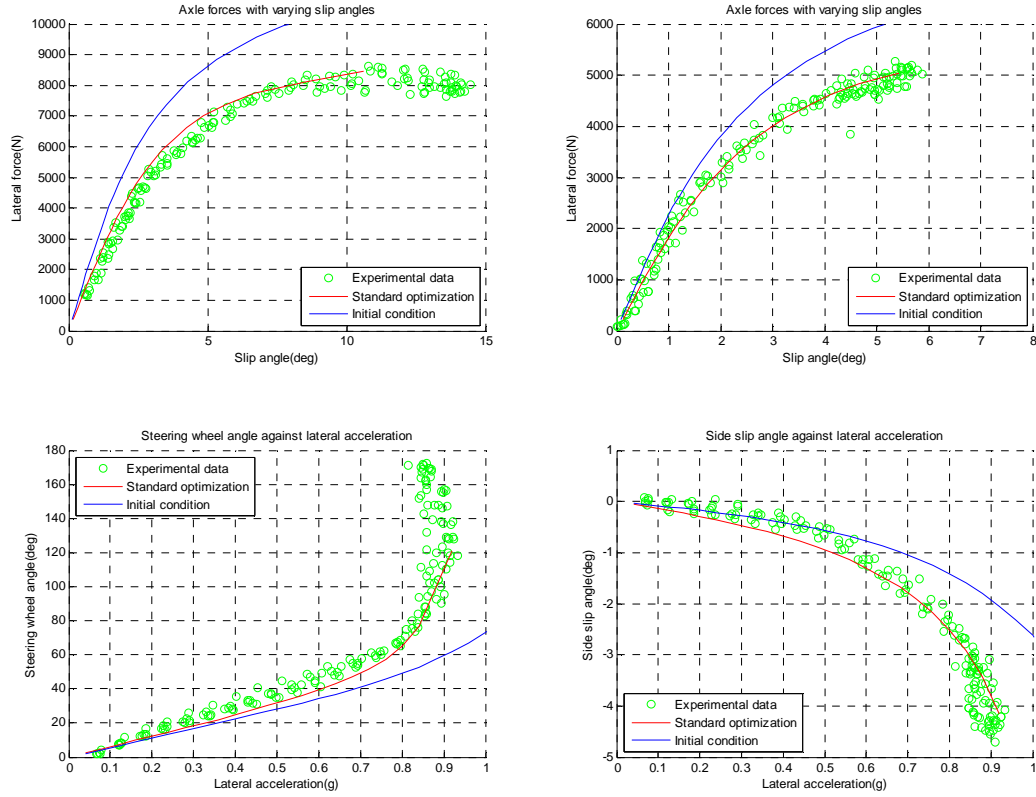 Axle forces with varying slip angles
10000
9000
8000
7000
6000
5000
4000
3000
2000
1000
0
Lateral force(N)
Experimental data
Standard optimization
Initial condition
0 5 10 15
Slip angle(deg)
Axle forces with varying slip angles
6000
5000
4000
3000
2000
1000
0
Lateral force(N)
Experimental data
Standard optimization
Initial condition
0 1 2 3 4 5 6 7 8
Slip angle(deg)
Steering wheel angle against lateral acceleration
180
160
140
120
100
80
60
40
20
0
Steering wheel angle(deg)
Experimental data
Standard optimization
Initial condition
0 0.1 0.2 0.3 0.4 0.5 0.6 0.7 0.8 0.9 1
Lateral acceleration(g)
Side slip angle against lateral acceleration
1
0
-1
-2
-3
-4
-5
Side slip angle(deg)
Experimental data
Standard optimization
Initial condition
0 0.1 0.2 0.3 0.4 0.5 0.6 0.7 0.8 0.9 1
Lateral acceleration(g)